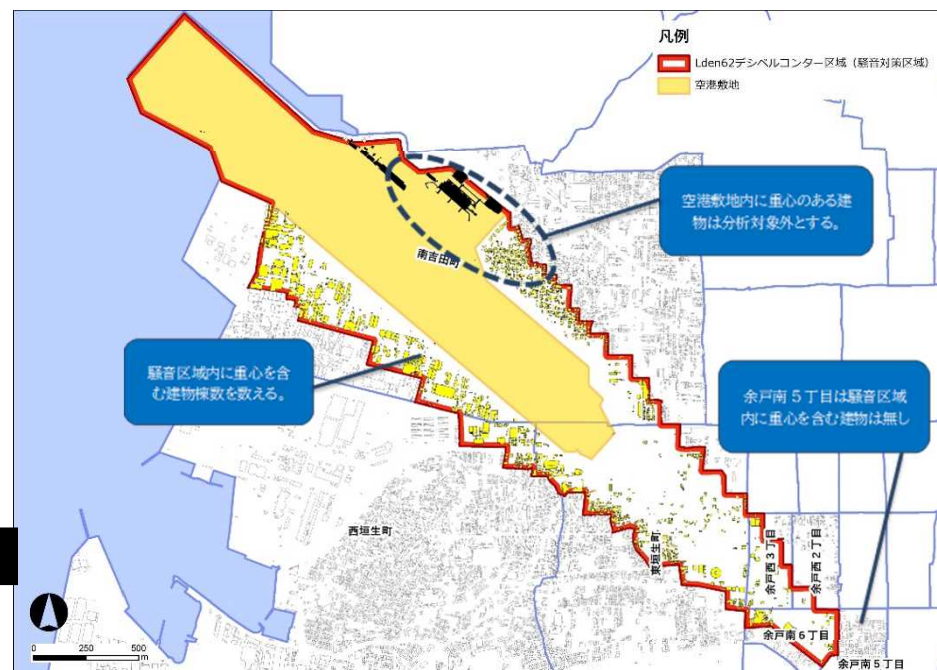 凡例
Lden62デシベルコンター区域（騒音対策区域）
空港敷地
空港敷地内に重心のある建
物は分析対象外とする。
南吉田町
騒音区域内に重心を含
む建物棟数を数える。
余戸南５丁目は騒音区域
内に重心を含む建物は無し
西垣生町
東垣生町
余戸西３丁目
余戸西２丁目
余戸南６丁目
余戸南５丁目
0 250 500
m